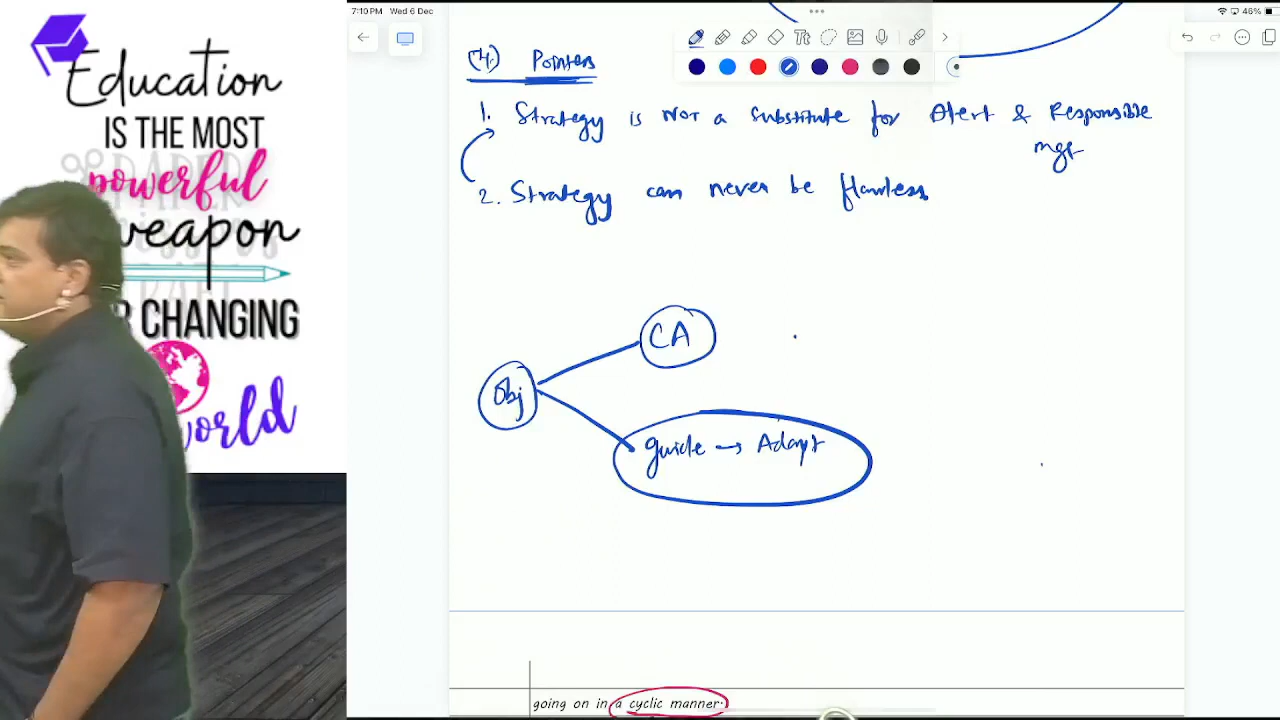 7:10 PM Wed 6 Dec
46%
Education
IS THE MOST
powerful
weapon
CHANGING
world
(4) Pointers
1. Strategy is NOT a substitute for Alert & Responsible
mgt
2. Strategy can never be flawless
CA
Obj
guide → Adapt
going on in a cyclic manner.